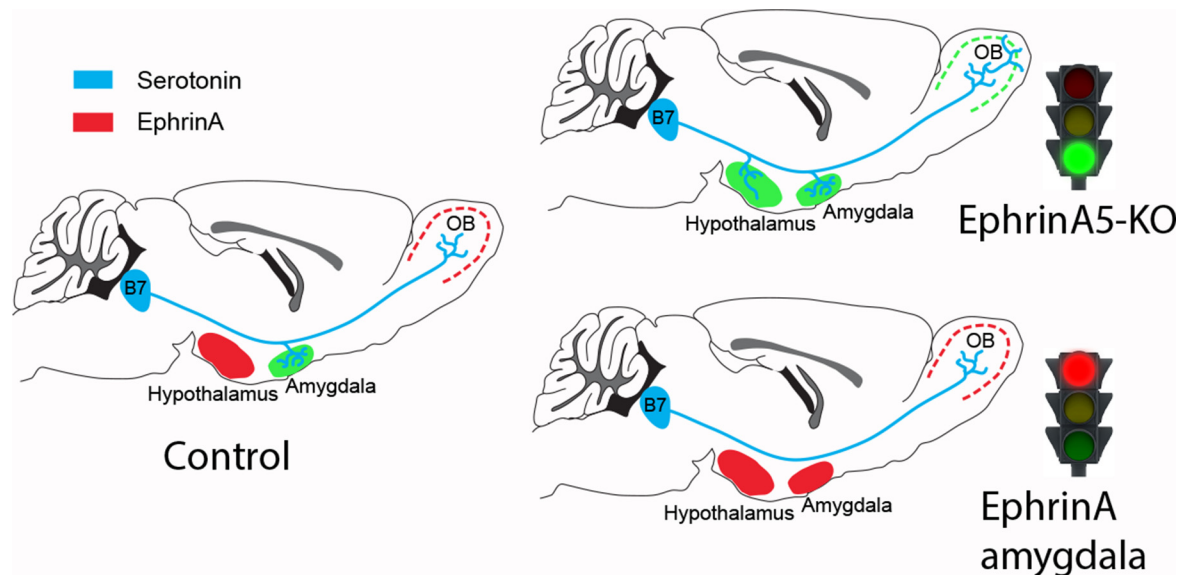 Serotonin
EphrinA
B7
OB
Hypothalamus
Amygdala
Control
B7
OB
Hypothalamus
Amygdala
EphrinA5-KO
B7
OB
Hypothalamus
Amygdala
EphrinA
amygdala